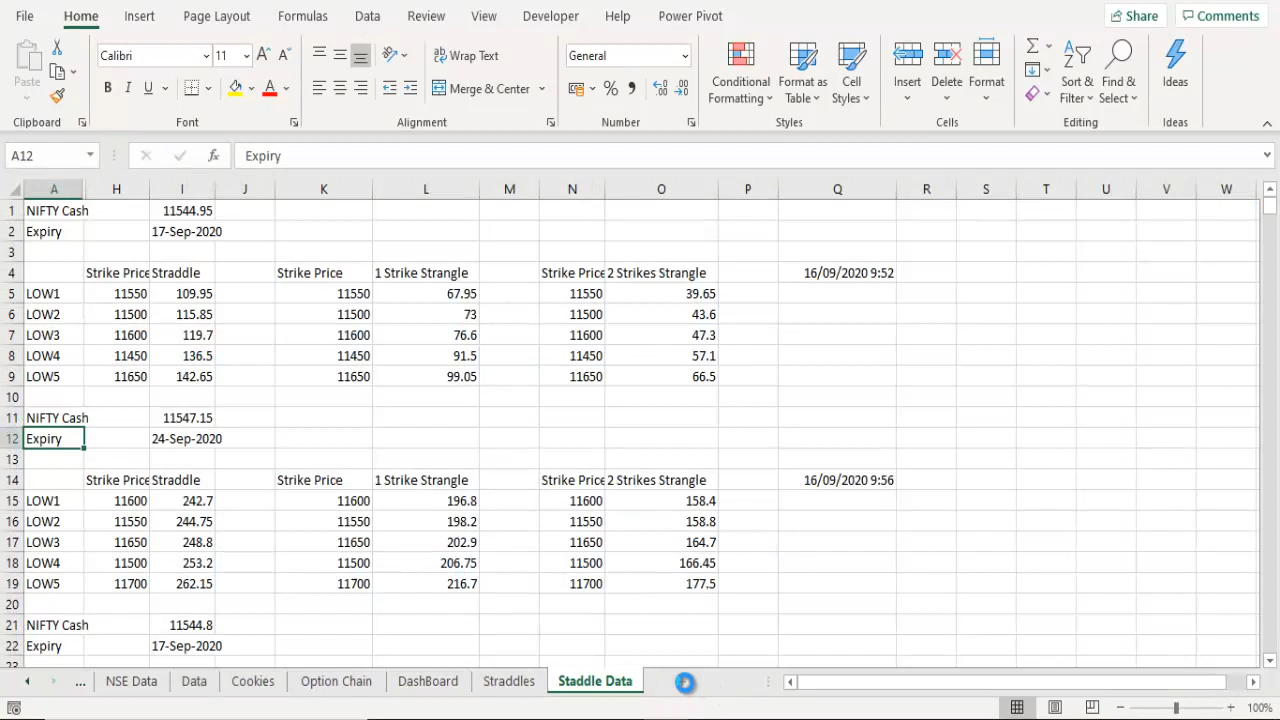 File Home Insert Page Layout Formulas Data Review View Developer Help Power Pivot Share Comments
Paste Calibri 11 Wrap Text General Conditional Formatting Format as Table Cell Styles Insert Delete Format Sort & Filter Find & Select Ideas
B I U A Merge & Center
Clipboard Font Alignment Number Styles Cells Editing Ideas
A12 fx Expiry
A H I J K L M N O P Q R S T U V W
1 NIFTY Cash 11544.95
2 Expiry 17-Sep-2020
3
4 Strike Price Straddle Strike Price 1 Strike Strangle Strike Price 2 Strikes Strangle 16/09/2020 9:52
5 LOW1 11550 109.95 11550 67.95 11550 39.65
6 LOW2 11500 115.85 11500 73 11500 43.6
7 LOW3 11600 119.7 11600 76.6 11600 47.3
8 LOW4 11450 136.5 11450 91.5 11450 57.1
9 LOW5 11650 142.65 11650 99.05 11650 66.5
10
11 NIFTY Cash 11547.15
12 Expiry 24-Sep-2020
13
14 Strike Price Straddle Strike Price 1 Strike Strangle Strike Price 2 Strikes Strangle 16/09/2020 9:56
15 LOW1 11600 242.7 11600 196.8 11600 158.4
16 LOW2 11550 244.75 11550 198.2 11550 158.8
17 LOW3 11650 248.8 11650 202.9 11650 164.7
18 LOW4 11500 253.2 11500 206.75 11500 166.45
19 LOW5 11700 262.15 11700 216.7 11700 177.5
20
21 NIFTY Cash 11544.8
22 Expiry 17-Sep-2020
... NSE Data Data Cookies Option Chain DashBoard Straddles Staddle Data
100%